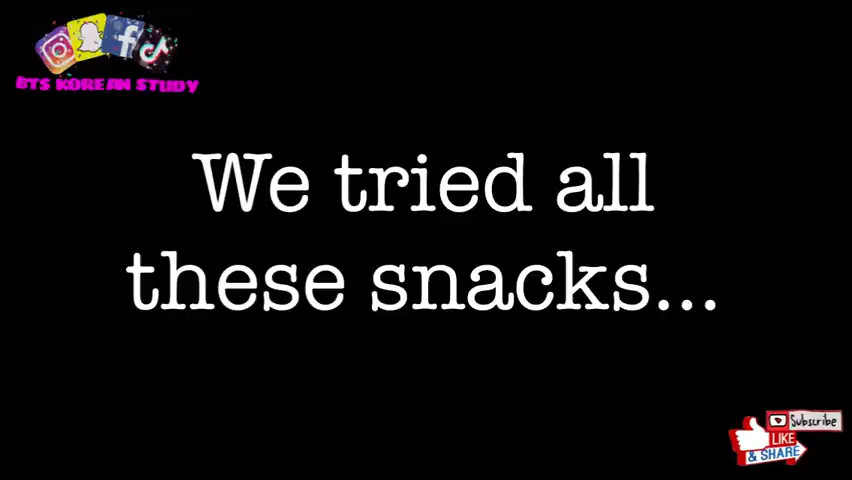 BTS KOREAN STUDY
We tried all
these snacks...
Subscribe
LIKE
& SHARE